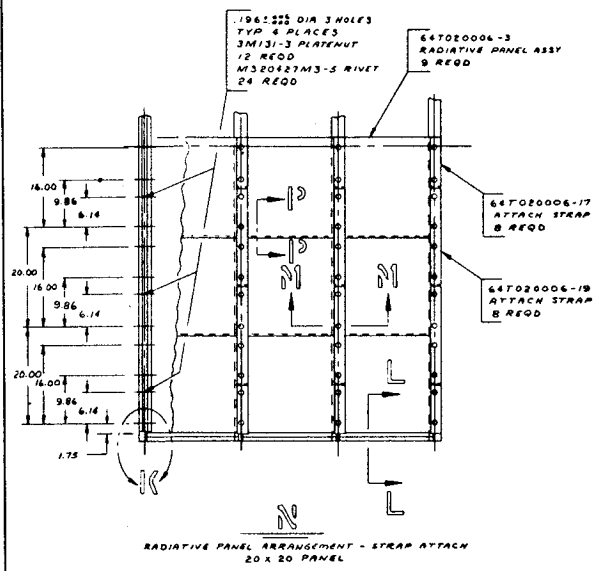 .196 +.005 -.000 DIA 3 HOLES
TYP 4 PLACES
3M131-3 PLATENUT
12 REQD
MS20427M3-5 RIVET
24 REQD
64T020006-3
RADIATIVE PANEL ASSY
9 REQD
16.00
9.86
6.14
64T020006-17
ATTACH STRAP
8 REQD
P
P
20.00
16.00
9.86
6.14
M
M
64T020006-19
ATTACH STRAP
8 REQD
20.00
16.00
9.86
6.14
1.75
L
L
K
N
RADIATIVE PANEL ARRANGEMENT - STRAP ATTACH
20 X 20 PANEL